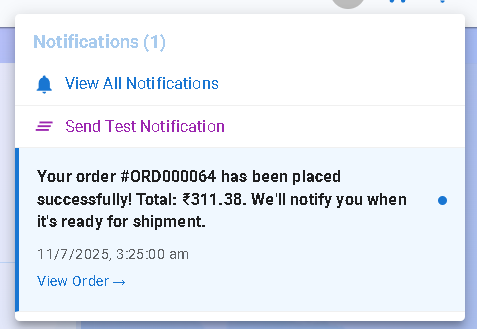 Notifications (1)
View All Notifications
Send Test Notification
Your order #ORD000064 has been placed
successfully! Total: ₹311.38. We'll notify you when
it's ready for shipment.
11/7/2025, 3:25:00 am
View Order →